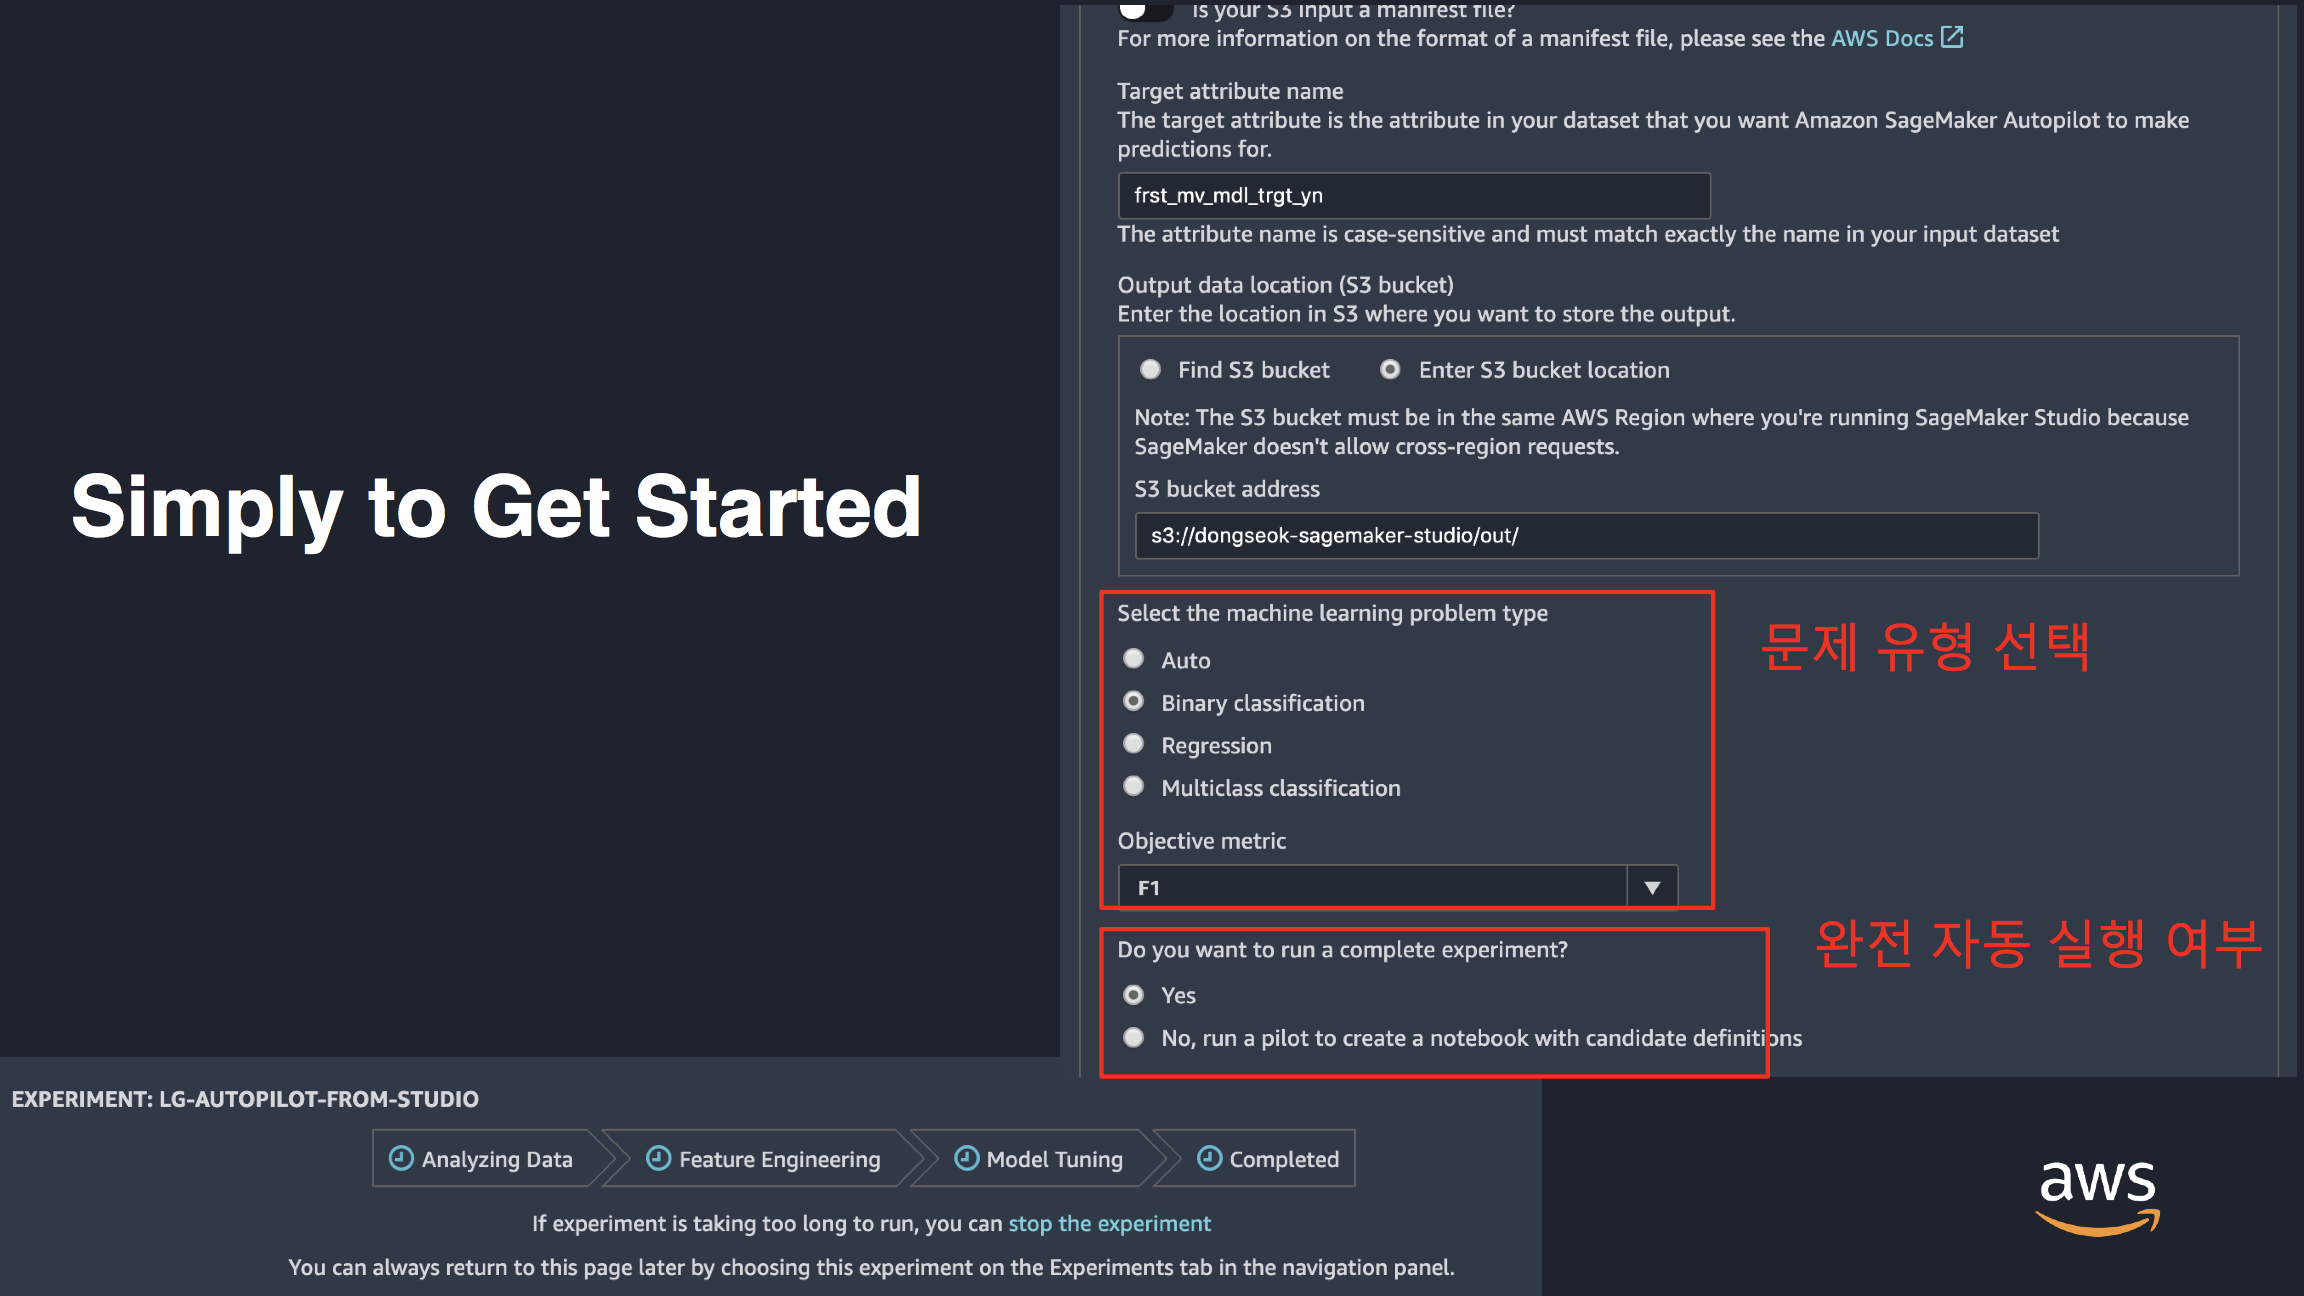 Simply to Get Started
Is your S3 input a manifest file?
For more information on the format of a manifest file, please see the AWS Docs
Target attribute name
The target attribute is the attribute in your dataset that you want Amazon SageMaker Autopilot to make
predictions for.
frst_mv_mdl_trgt_yn
The attribute name is case-sensitive and must match exactly the name in your input dataset
Output data location (S3 bucket)
Enter the location in S3 where you want to store the output.
Find S3 bucket
Enter S3 bucket location
Note: The S3 bucket must be in the same AWS Region where you're running SageMaker Studio because
SageMaker doesn't allow cross-region requests.
S3 bucket address
s3://dongseok-sagemaker-studio/out/
Select the machine learning problem type
문제 유형 선택
Auto
Binary classification
Regression
Multiclass classification
Objective metric
F1
Do you want to run a complete experiment?
완전 자동 실행 여부
Yes
No, run a pilot to create a notebook with candidate definitions
EXPERIMENT: LG-AUTOPILOT-FROM-STUDIO
Analyzing Data
Feature Engineering
Model Tuning
Completed
If experiment is taking too long to run, you can stop the experiment
You can always return to this page later by choosing this experiment on the Experiments tab in the navigation panel.
aws